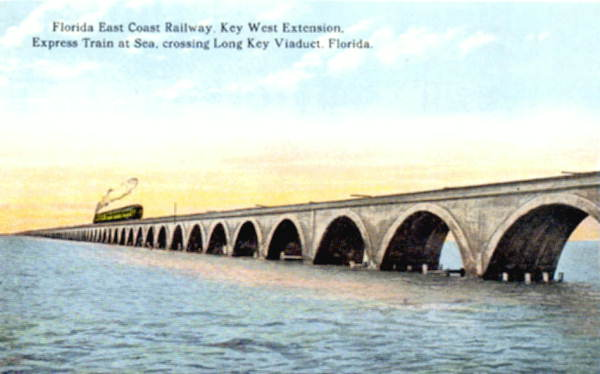 Florida East Coast Railway, Key West Extension,
Express Train at Sea, crossing Long Key Viaduct, Florida.